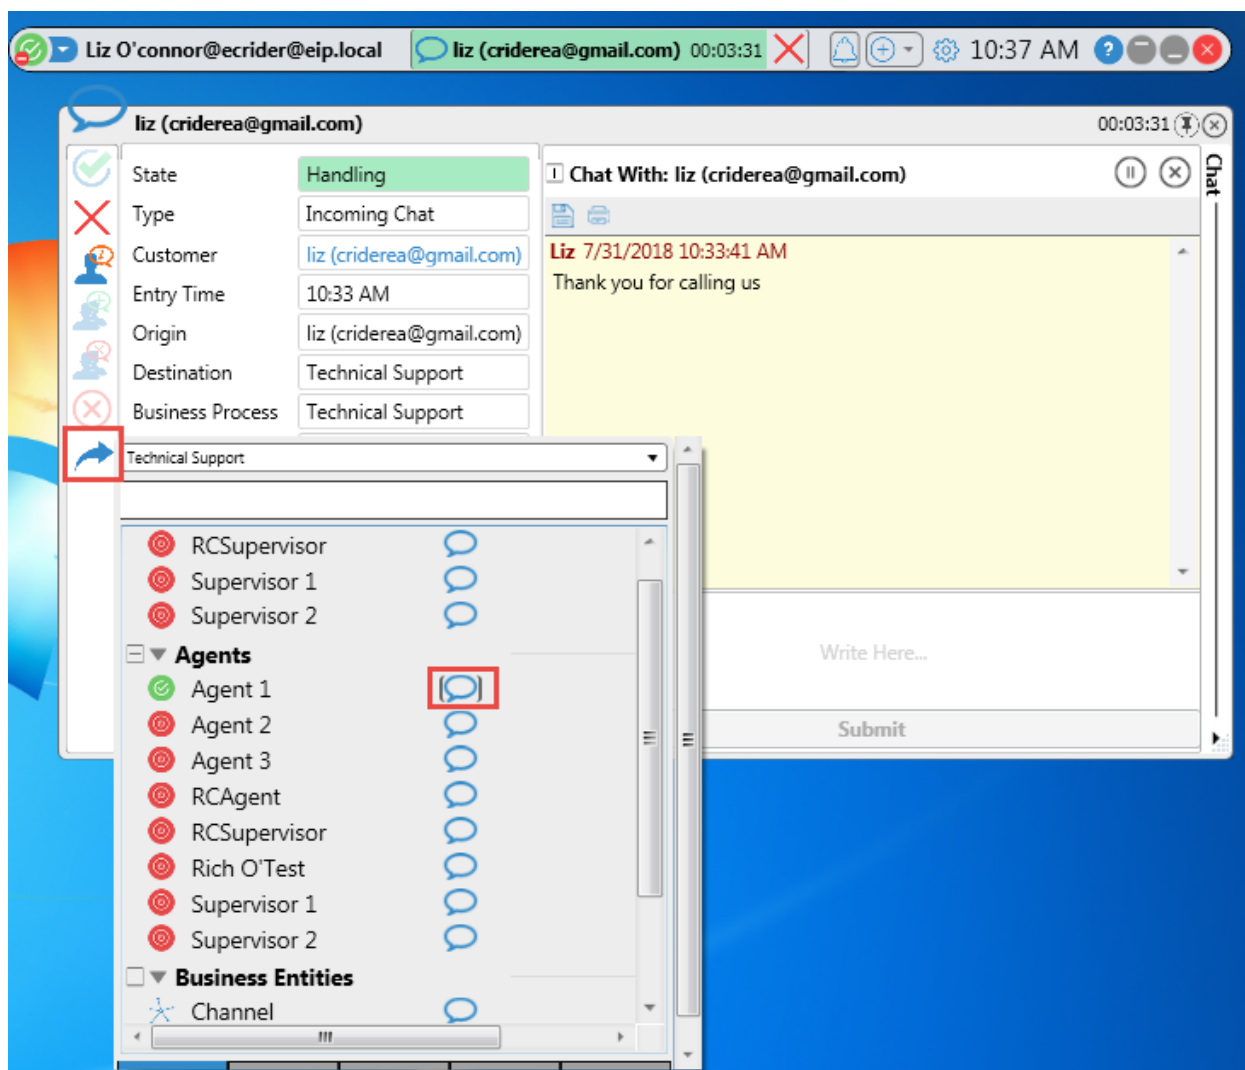 Liz O'connor@ecrider@eip.local liz (criderea@gmail.com) 00:03:31 10:37 AM ?
liz (criderea@gmail.com) 00:03:31
State Handling
Type Incoming Chat
Customer liz (criderea@gmail.com)
Entry Time 10:33 AM
Origin liz (criderea@gmail.com)
Destination Technical Support
Business Process Technical Support
Chat With: liz (criderea@gmail.com)
Chat
Liz 7/31/2018 10:33:41 AM
Thank you for calling us
Write Here...
Submit
Technical Support
RCSupervisor
Supervisor 1
Supervisor 2
Agents
Agent 1
Agent 2
Agent 3
RCAgent
RCSupervisor
Rich O'Test
Supervisor 1
Supervisor 2
Business Entities
Channel